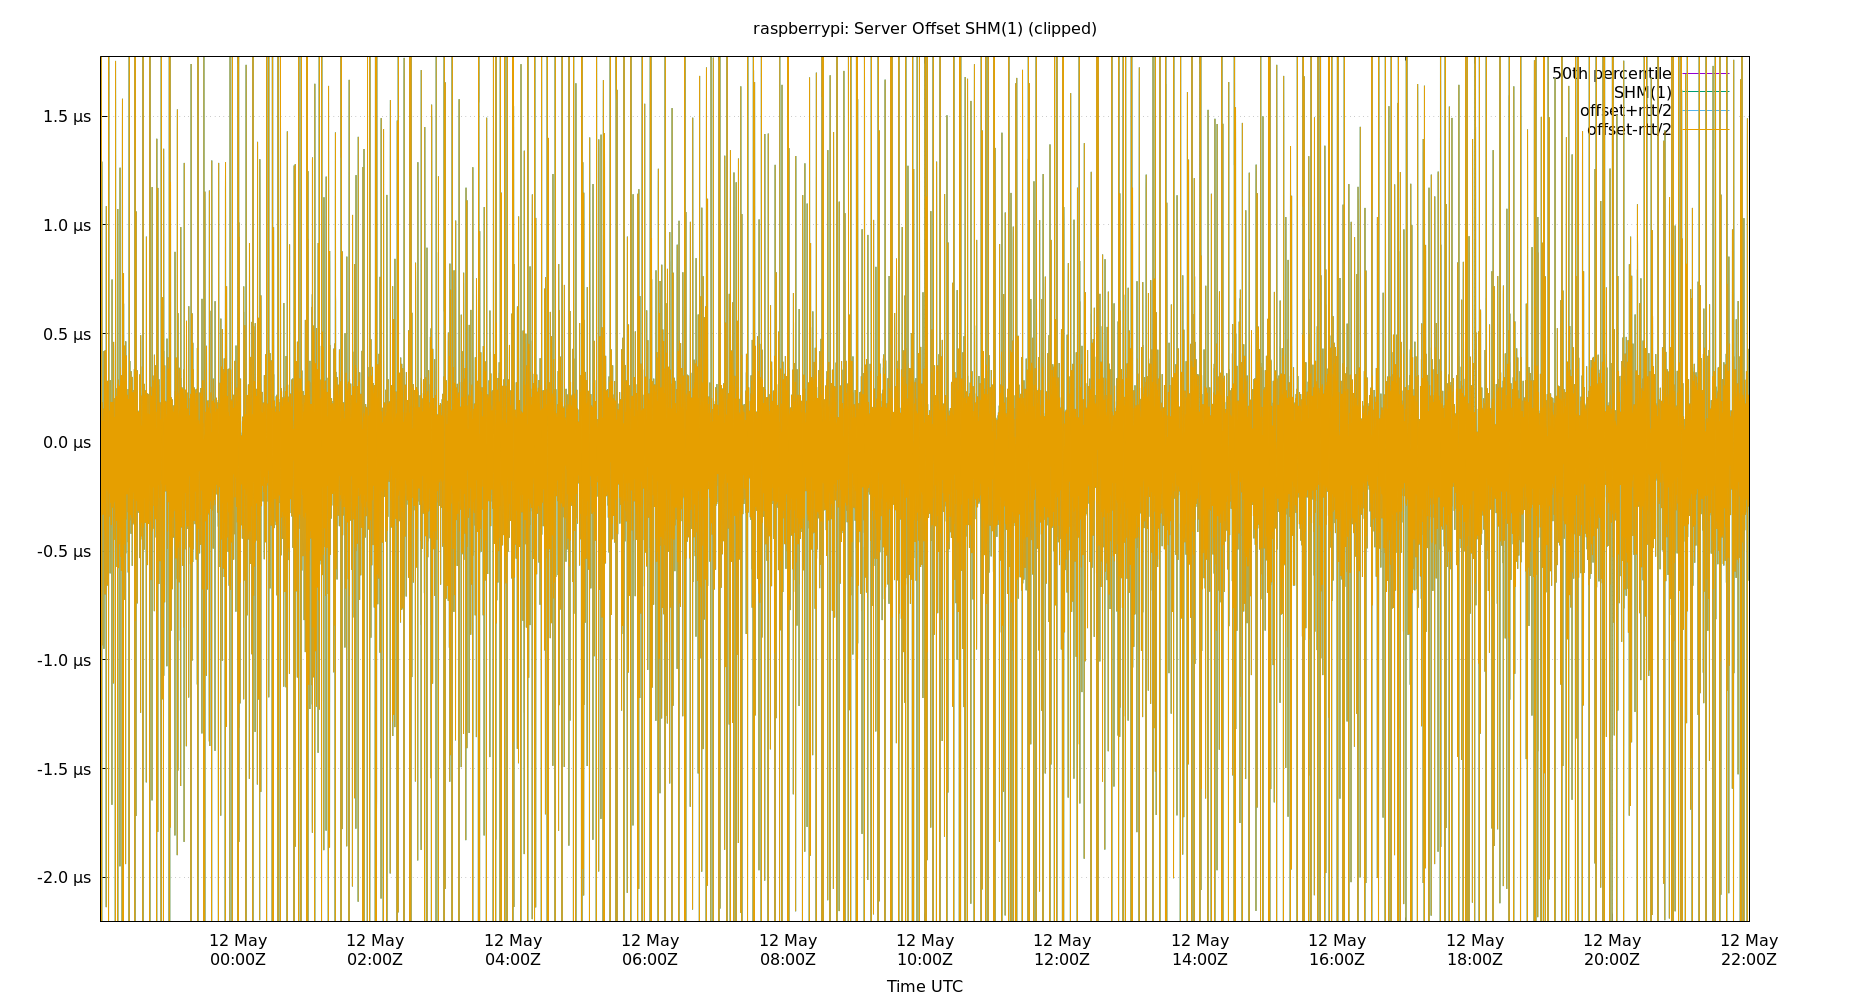 raspberrypi: Server Offset SHM(1) (clipped)
50th percentile
SHM(1)
offset+rtt/2
offset-rtt/2
1.5 µs
1.0 µs
0.5 µs
0.0 µs
-0.5 µs
-1.0 µs
-1.5 µs
-2.0 µs
12 May 12 May 12 May 12 May 12 May 12 May 12 May 12 May 12 May 12 May 12 May 12 May
00:00Z 02:00Z 04:00Z 06:00Z 08:00Z 10:00Z 12:00Z 14:00Z 16:00Z 18:00Z 20:00Z 22:00Z
Time UTC